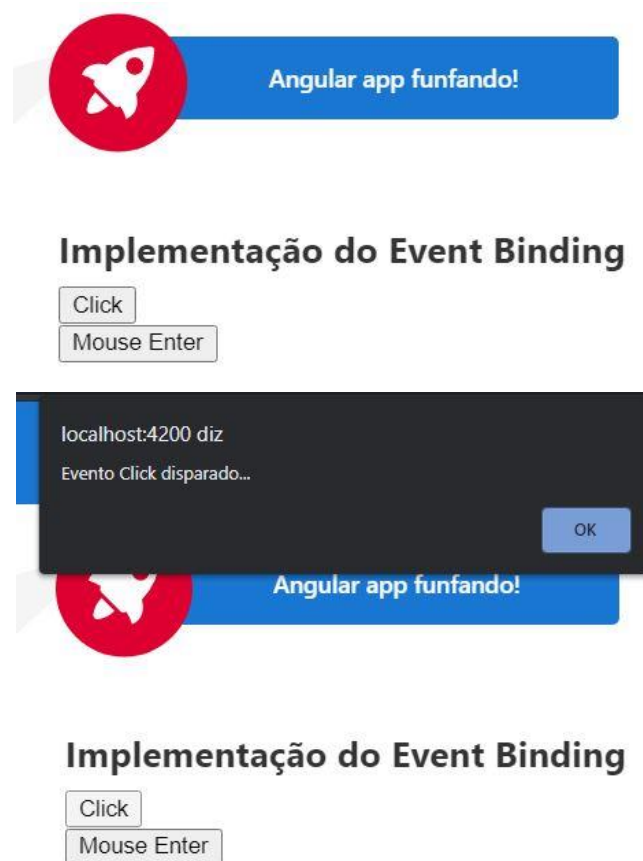 Angular app funfando!
Implementação do Event Binding
Click
Mouse Enter
localhost:4200 diz
Evento Click disparado...
OK
Angular app funfando!
Implementação do Event Binding
Click
Mouse Enter